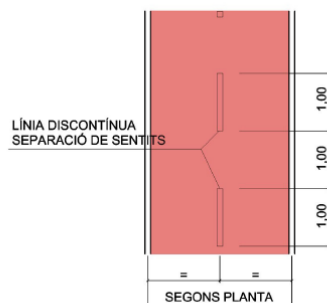 LÍNIA DISCONTÍNUA
SEPARACIÓ DE SENTITS
1.00
1.00
1.00
= =
SEGONS PLANTA